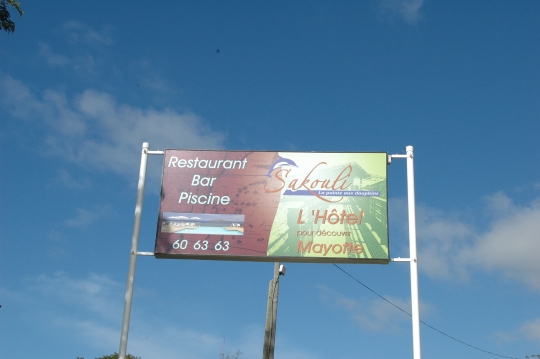 Restaurant
Bar
Piscine
60 63 63
Sakouli
La pointe aux dauphins
L'Hôtel
pour découvrir
Mayotte